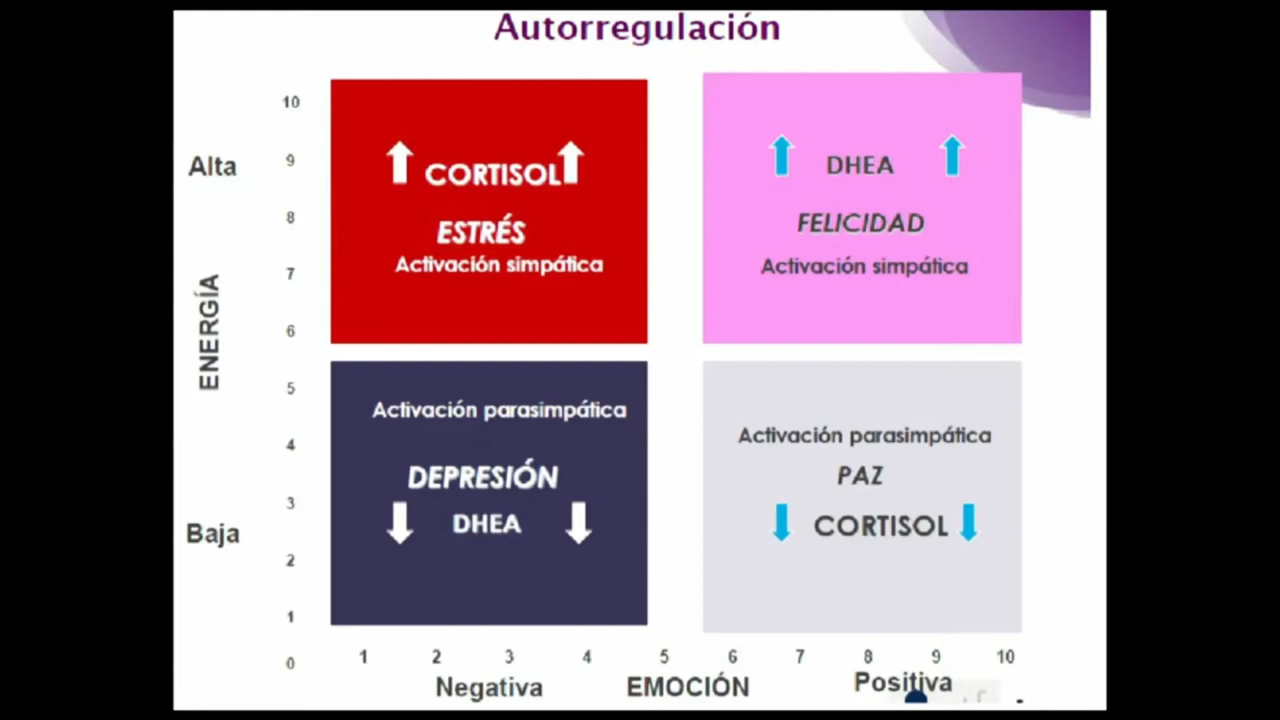 Autorregulación
10
Alta
9
8
7
6
ENERGÍA
5
4
3
Baja
2
1
0
CORTISOL
ESTRÉS
Activación simpática
DHEA
FELICIDAD
Activación simpática
Activación parasimpática
DEPRESIÓN
DHEA
Activación parasimpática
PAZ
CORTISOL
1 2 3 4 5 6 7 8 9 10
Negativa EMOCIÓN Positiva